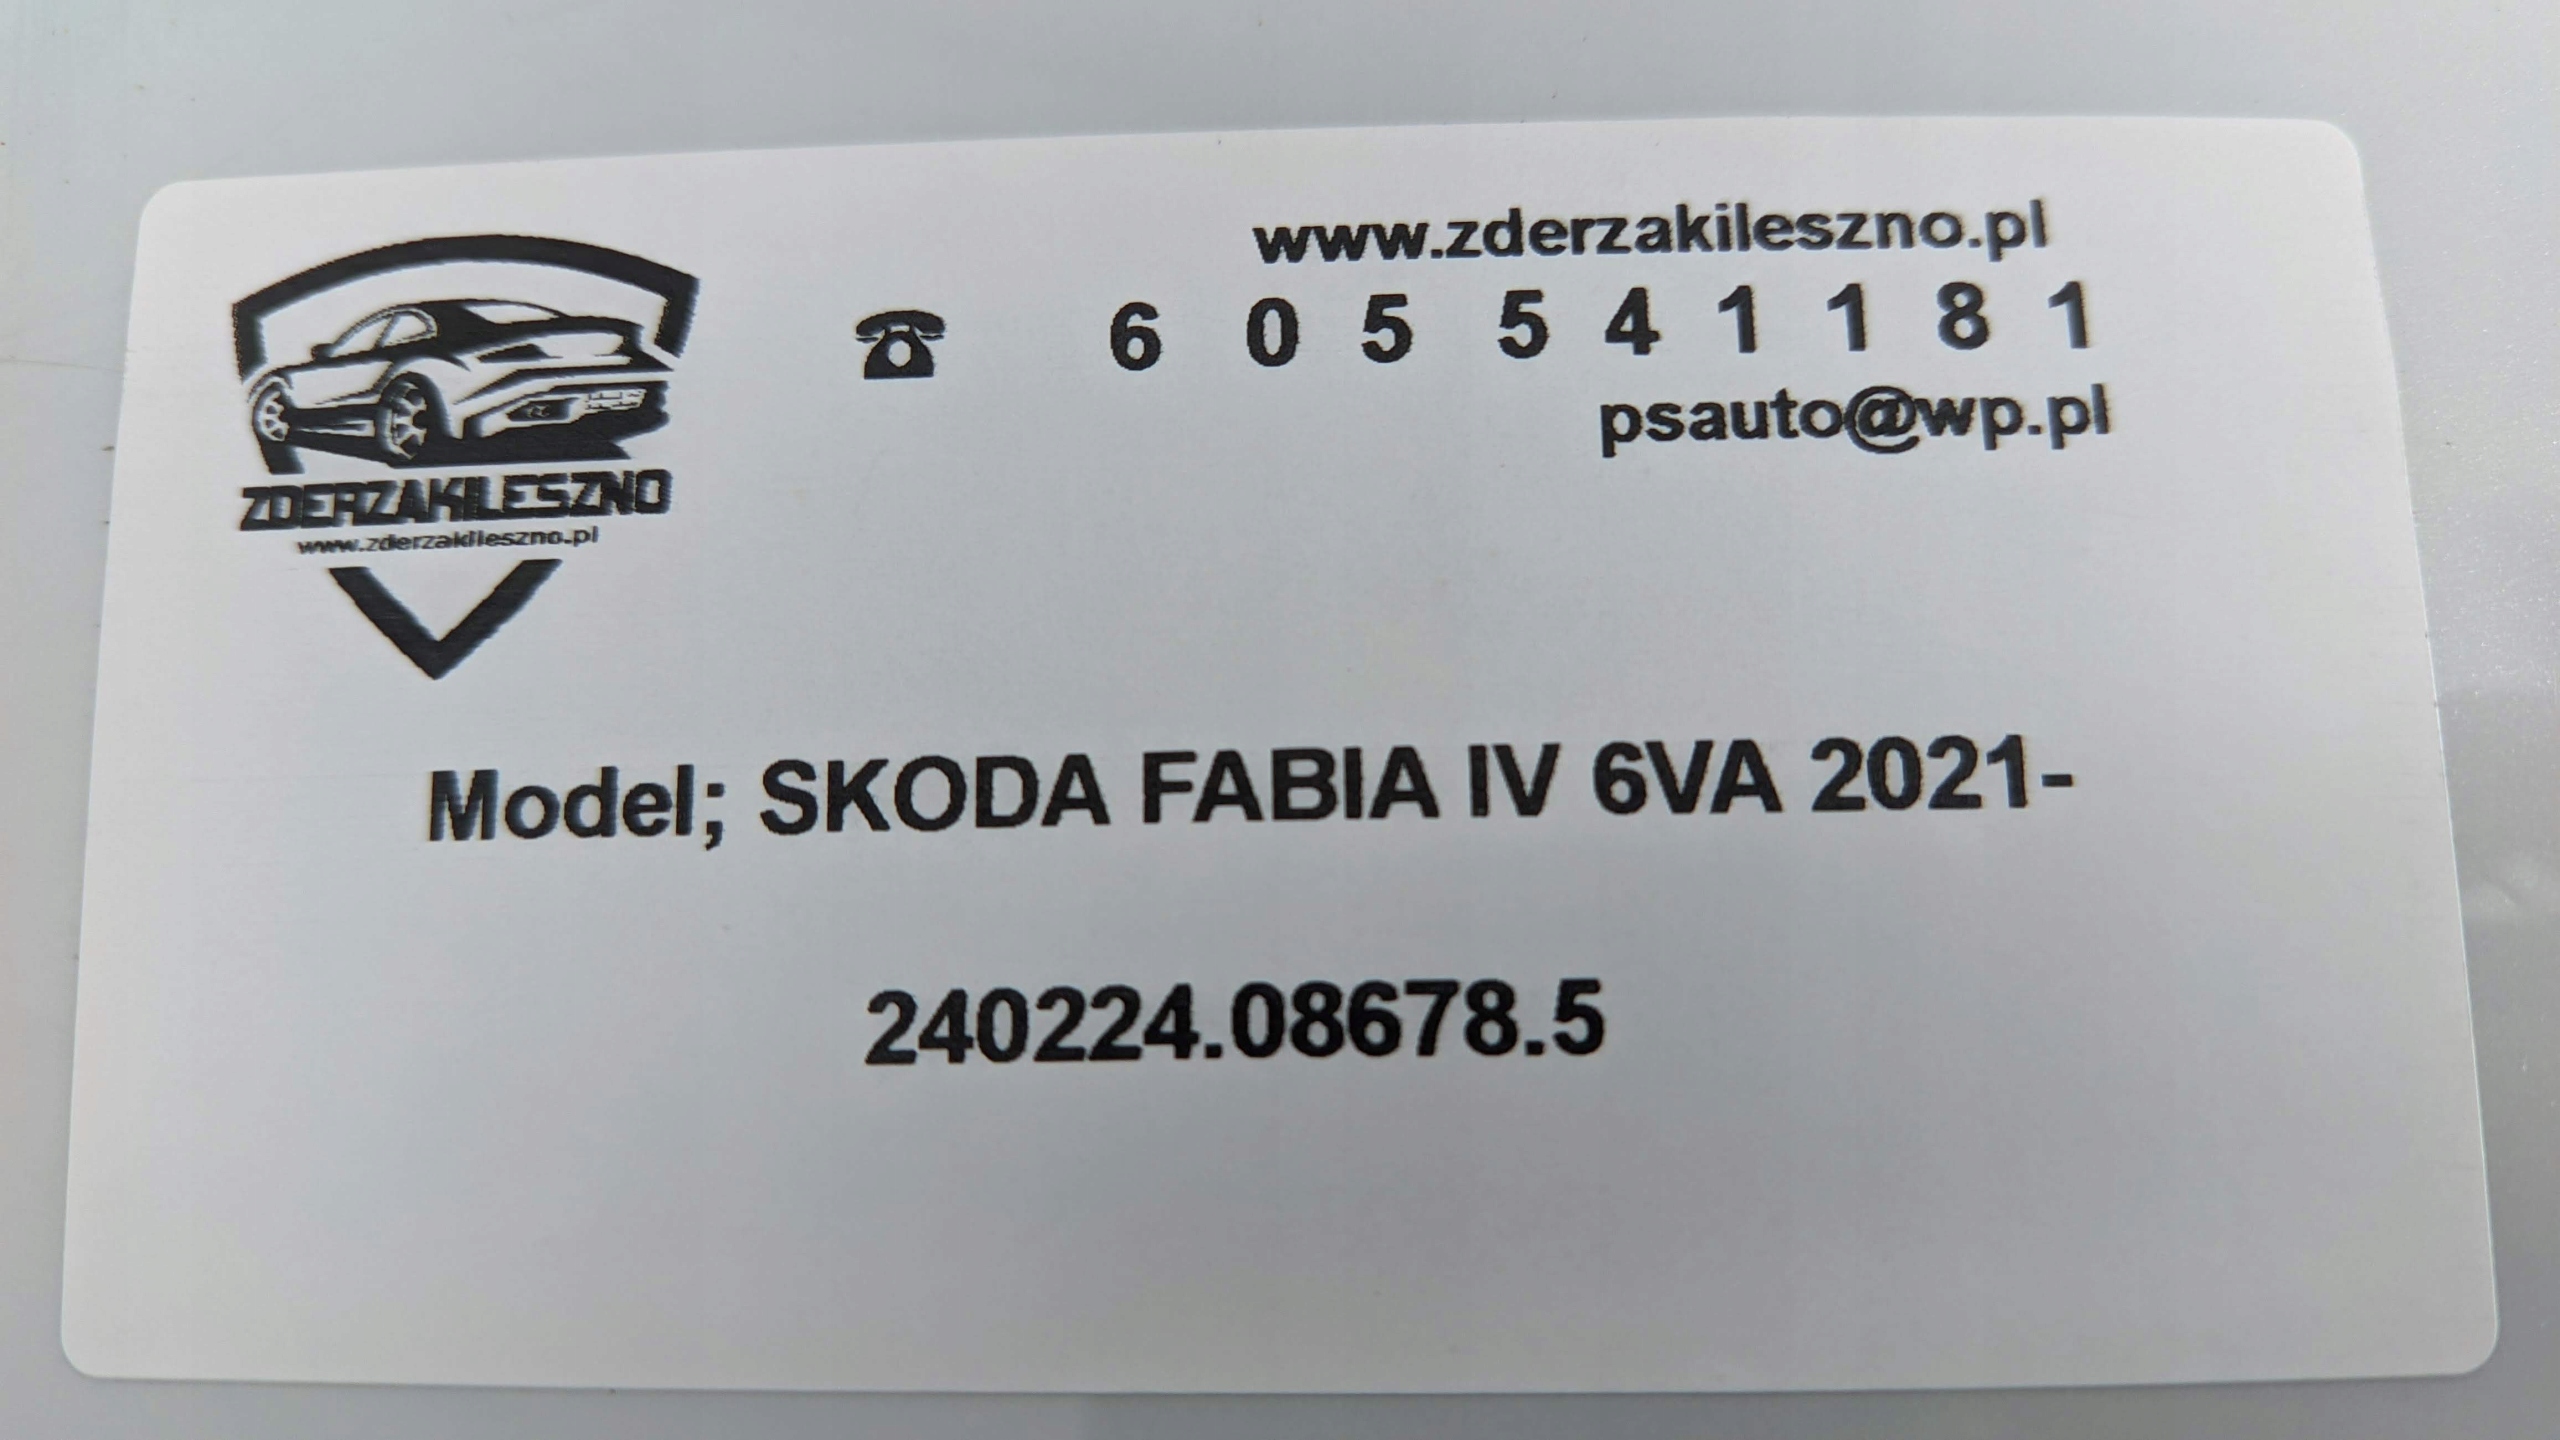 www.zderzakileszno.pl
☎ 6 0 5 5 4 1 1 8 1
psauto@wp.pl
ZDERZAKILESZNO
www.zderzakileszno.pl
Model; SKODA FABIA IV 6VA 2021-
240224.08678.5